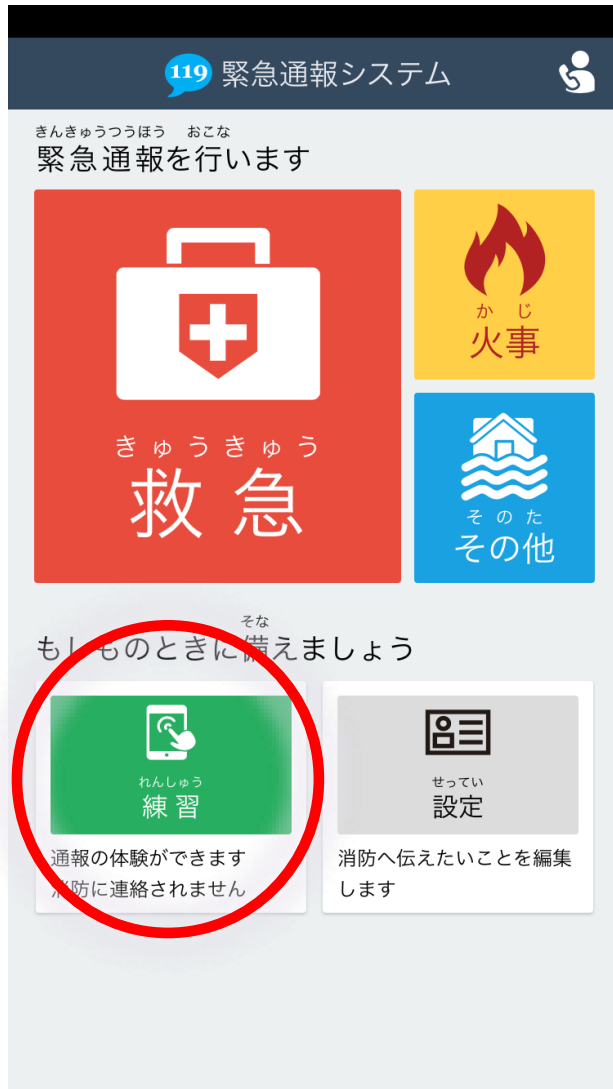 119 緊急通報システム
きんきゅうつうほう おこな
緊急通報を行います
きゅうきゅう
救急
かじ
火事
そのた
その他
そな
もしものときに備えましょう
れんしゅう
練習
通報の体験ができます
消防に連絡されません
せってい
設定
消防へ伝えたいことを編集
します